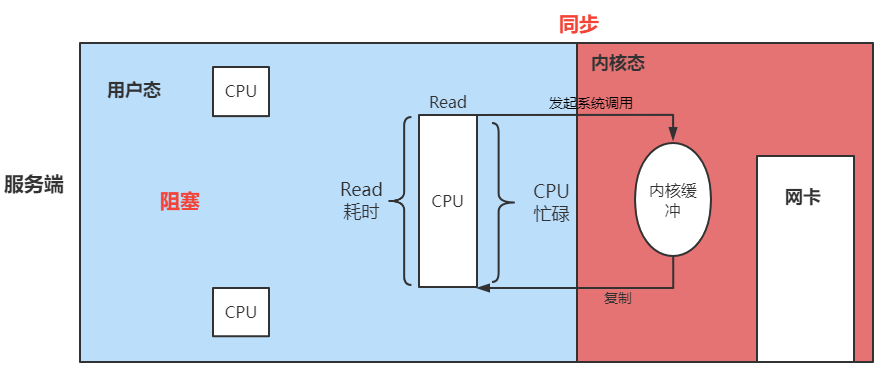 同步
用户态
内核态
CPU
Read
发起系统调用
服务端
阻塞
Read
耗时
CPU
CPU
忙碌
内核缓
冲
网卡
CPU
复制